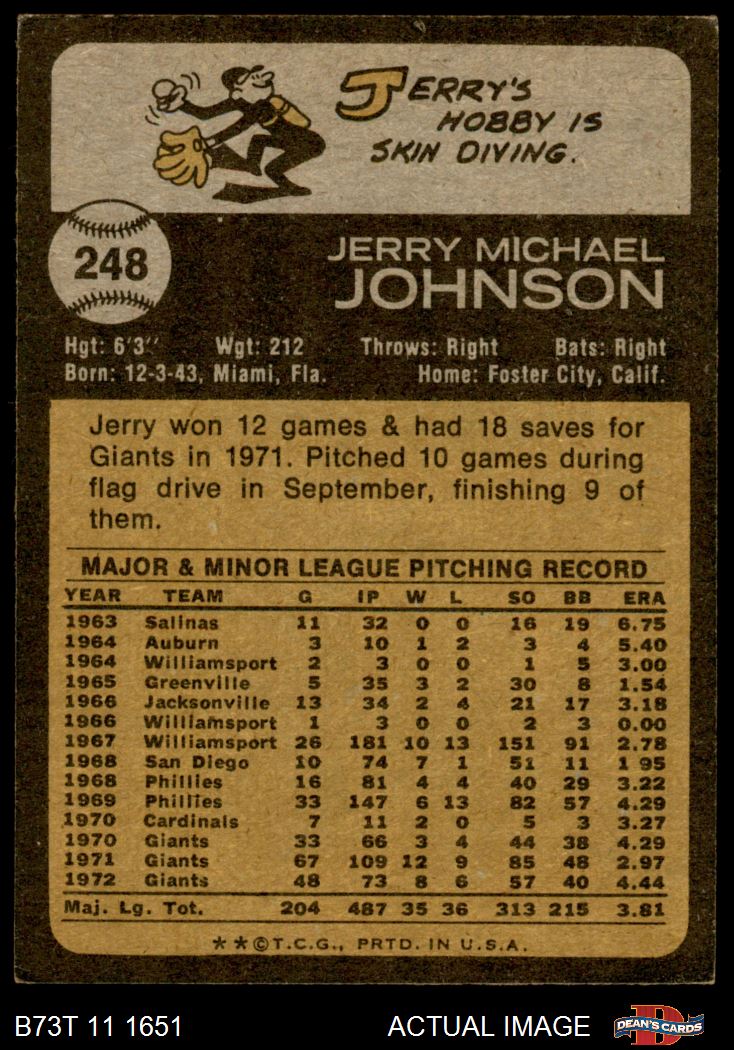 JERRY'S
HOBBY IS
SKIN DIVING.
248
JERRY MICHAEL
JOHNSON
Hgt: 6'3" Wgt: 212 Throws: Right Bats: Right
Born: 12-3-43, Miami, Fla. Home: Foster City, Calif.
Jerry won 12 games & had 18 saves for
Giants in 1971. Pitched 10 games during
flag drive in September, finishing 9 of
them.
MAJOR & MINOR LEAGUE PITCHING RECORD
YEAR TEAM G IP W L SO BB ERA
1963 Salinas 11 32 0 0 16 19 6.75
1964 Auburn 3 10 1 2 3 4 5.40
1964 Williamsport 2 3 0 0 1 5 3.00
1965 Greenville 5 35 3 2 30 8 1.54
1966 Jacksonville 13 34 2 4 21 17 3.18
1966 Williamsport 1 3 0 0 2 3 0.00
1967 Williamsport 26 181 10 13 151 91 2.78
1968 San Diego 10 74 7 1 51 11 1 95
1968 Phillies 16 81 4 4 40 29 3.22
1969 Phillies 33 147 6 13 82 57 4.29
1970 Cardinals 7 11 2 0 5 3 3.27
1970 Giants 33 66 3 4 44 38 4.29
1971 Giants 67 109 12 9 85 48 2.97
1972 Giants 48 73 8 6 57 40 4.44
Maj. Lg. Tot. 204 487 35 36 313 215 3.81
**©T.C.G., PRTD. IN U.S.A.
B73T 11 1651 ACTUAL IMAGE D DEAN'S CARDS